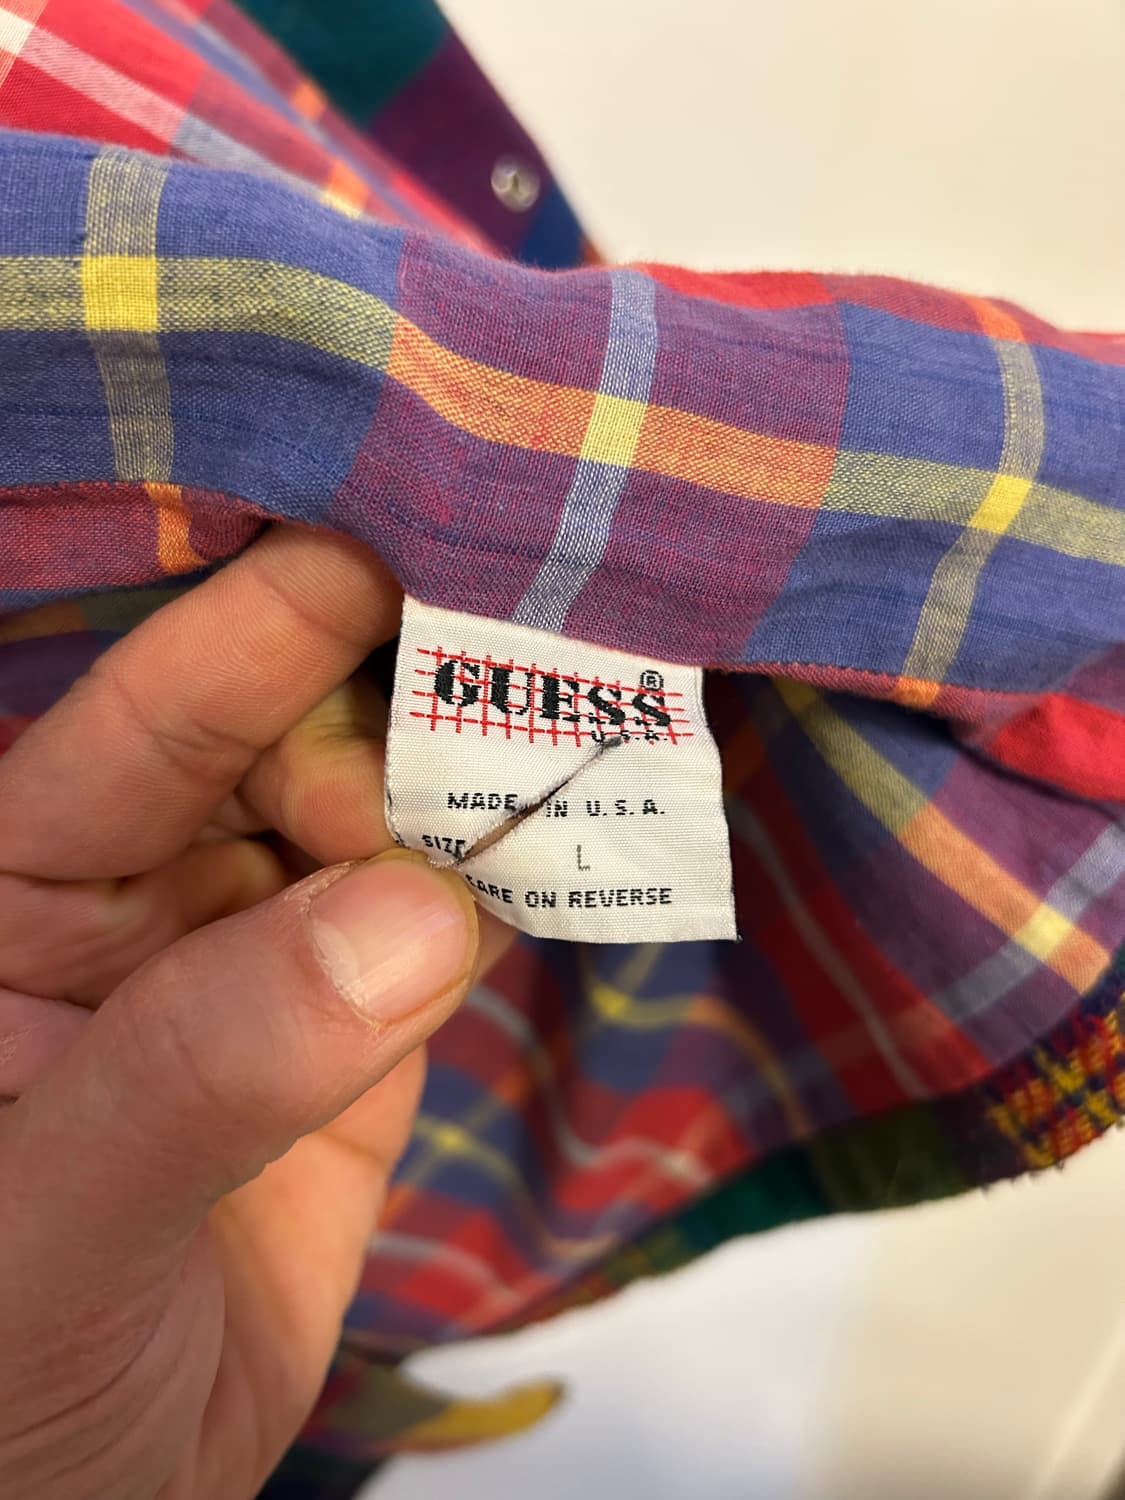 GUESS ®
U.S.A.
MADE IN U.S.A.
SIZE L
CARE ON REVERSE